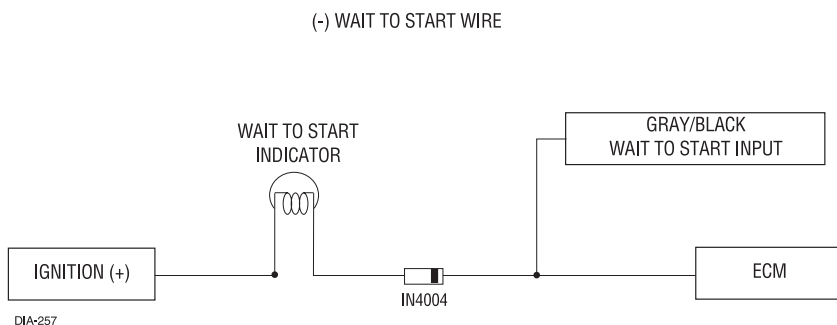 (-) WAIT TO START WIRE
WAIT TO START
INDICATOR
GRAY/BLACK
WAIT TO START INPUT
IGNITION (+)
IN4004
ECM
DIA-257